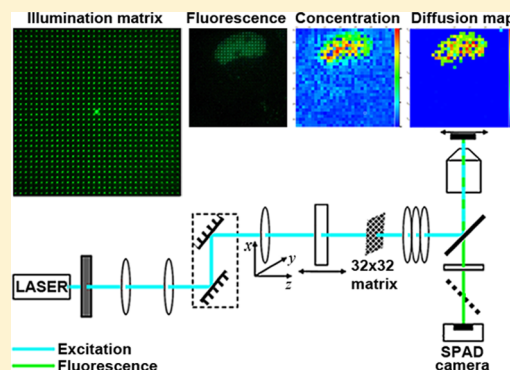 Illumination matrix Fluorescence Concentration Diffusion map
x
y
z
32x32
matrix
LASER
Excitation
Fluorescence
SPAD
camera